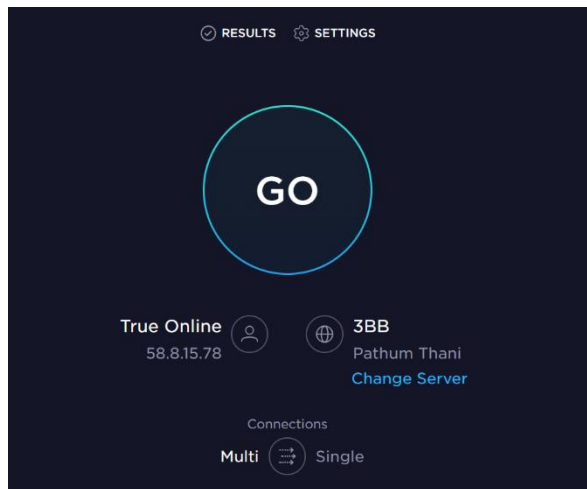 RESULTS SETTINGS
GO
True Online
58.8.15.78
3BB
Pathum Thani
Change Server
Connections
Multi Single